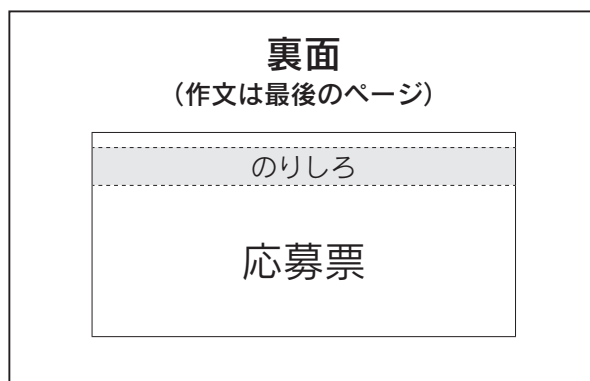 裏面
（作文は最後のページ）
のりしろ
応募票